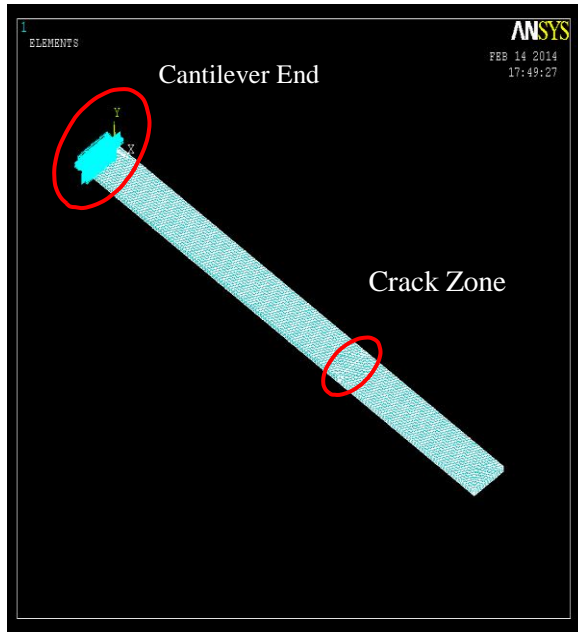 1
ELEMENTS
ANSYS
FEB 14 2014
17:49:27
Cantilever End
Y
X
Crack Zone